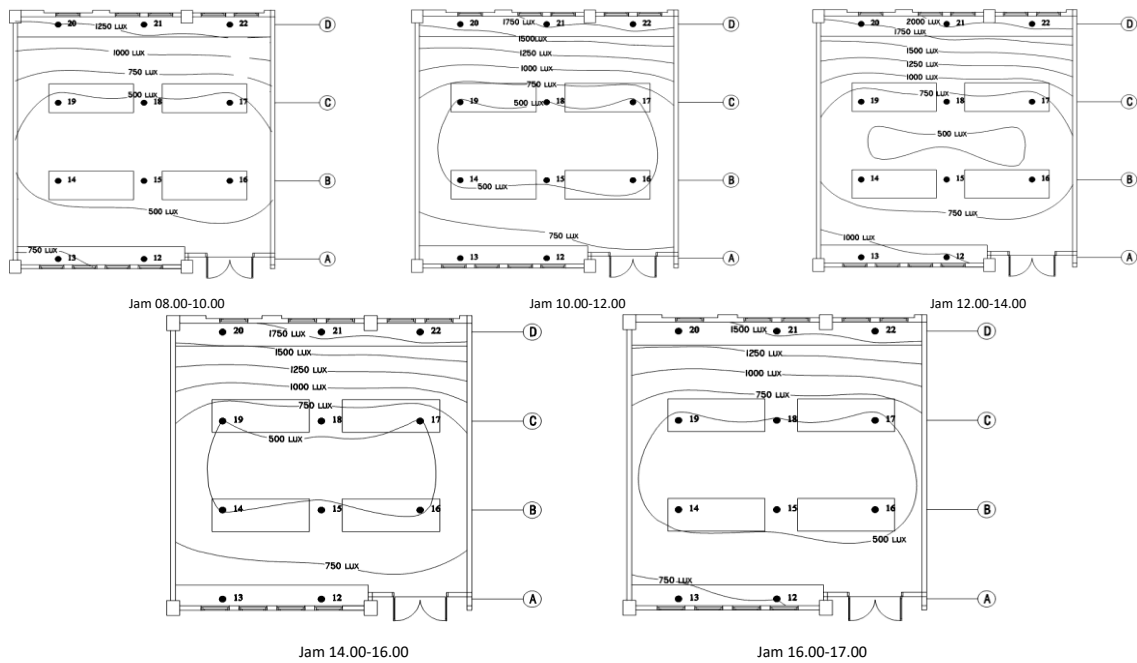 20 1250 LUX 21 22 D
1000 LUX
750 LUX
500 LUX
19 18 17 C
14 15 16 B
500 LUX
750 LUX
13 12 A
Jam 08.00-10.00
1750 LUX
20 21 22 D
1500LUX
1250 LUX
1000 LUX
750 LUX
19 500 LUX 18 17 C
14 15 16 B
500 LUX
750 LUX
13 12 A
Jam 10.00-12.00
20 2000 LUX 21 22 D
1750 LUX
1500 LUX
1250 LUX
1000 LUX
750 LUX
19 18 17 C
500 LUX
14 15 16 B
750 LUX
1000 LUX
13 12 A
Jam 12.00-14.00
20 1750 LUX 21 22 D
1500 LUX
1250 LUX
1000 LUX
750 LUX
19 18 17 C
500 LUX
14 15 16 B
750 LUX
13 12 A
Jam 14.00-16.00
20 1500 LUX 21 22 D
1250 LUX
1000 LUX
750 LUX
19 18 17 C
14 15 16 B
500 LUX
750 LUX
13 12 A
Jam 16.00-17.00